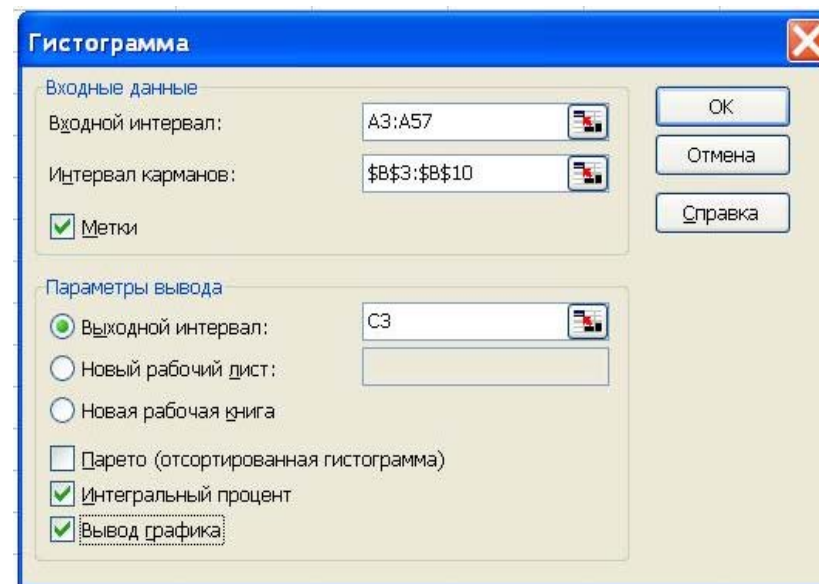 Гистограмма
Входные данные
Входной интервал: A3:A57
Интервал карманов: $B$3:$B$10
Метки
OK
Отмена
Справка
Параметры вывода
Выходной интервал: C3
Новый рабочий лист:
Новая рабочая книга
Парето (отсортированная гистограмма)
Интегральный процент
Вывод графика